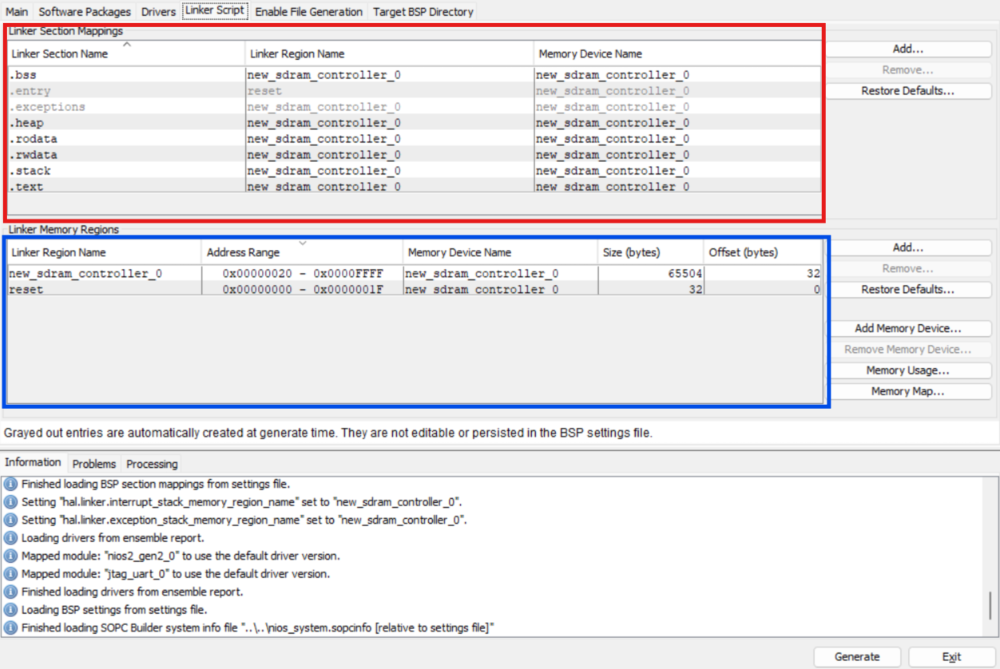 Main Software Packages Drivers Linker Script Enable File Generation Target BSP Directory
Linker Section Mappings
Linker Section Name Linker Region Name Memory Device Name
.bss new_sdram_controller_0 new_sdram_controller_0
.entry reset new_sdram_controller_0
.exceptions new_sdram_controller_0 new_sdram_controller_0
.heap new_sdram_controller_0 new_sdram_controller_0
.rodata new_sdram_controller_0 new_sdram_controller_0
.rwdata new_sdram_controller_0 new_sdram_controller_0
.stack new_sdram_controller_0 new_sdram_controller_0
.text new_sdram_controller_0 new_sdram_controller_0
Add...
Remove...
Restore Defaults...
Linker Memory Regions
Linker Region Name Address Range Memory Device Name Size (bytes) Offset (bytes)
new_sdram_controller_0 0x00000020 - 0x0000FFFF new_sdram_controller_0 65504 32
reset 0x00000000 - 0x0000001F new_sdram_controller_0 32 0
Add...
Remove...
Restore Defaults...
Add Memory Device...
Remove Memory Device...
Memory Usage...
Memory Map...
Grayed out entries are automatically created at generate time. They are not editable or persisted in the BSP settings file.
Information Problems Processing
Finished loading BSP section mappings from settings file.
Setting "hal.linker.interrupt_stack_memory_region_name" set to "new_sdram_controller_0".
Setting "hal.linker.exception_stack_memory_region_name" set to "new_sdram_controller_0".
Loading drivers from ensemble report.
Mapped module: "nios2_gen2_0" to use the default driver version.
Mapped module: "jtag_uart_0" to use the default driver version.
Finished loading drivers from ensemble report.
Loading BSP settings from settings file.
Finished loading SOPC Builder system info file "..\..\nios_system.sopcinfo [relative to settings file]"
Generate Exit